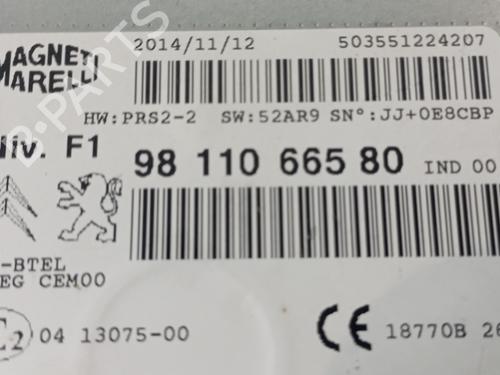 MAGNETI
MARELLI
2014/11/12
503551224207
HW:PRS2-2 SW:52AR9 SN°:JJ+0E8CBP
Niv. F1
98 110 665 80 IND 00
-BTEL
EG CEM00
04 13075-00
CE 18770B 26
B-PARTS